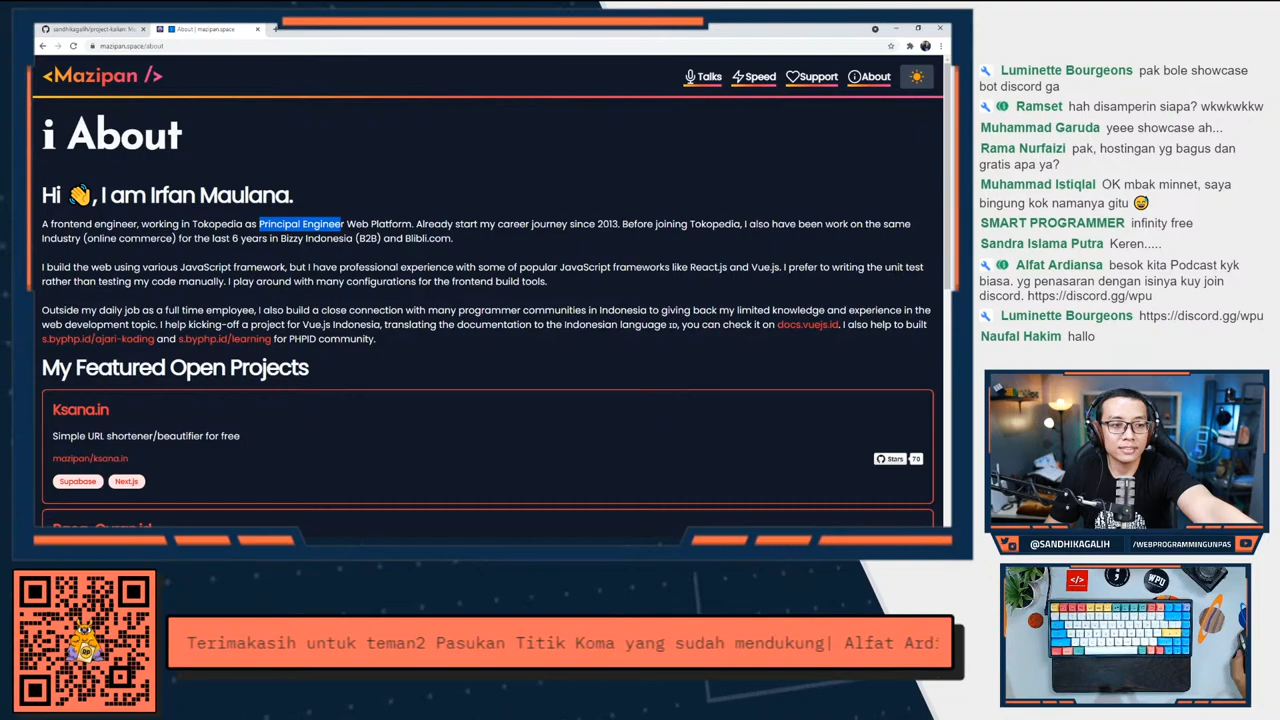 sandhikagalih/project-kalian: Me
About | mazipan.space
mazipan.space/about
<Mazipan />
Talks
Speed
Support
About
i About
Hi 👋, I am Irfan Maulana.
A frontend engineer, working in Tokopedia as Principal Engineer Web Platform. Already start my career journey since 2013. Before joining Tokopedia, I also have been work on the same
Industry (online commerce) for the last 6 years in Bizzy Indonesia (B2B) and Blibli.com.
I build the web using various JavaScript framework, but I have professional experience with some of popular JavaScript frameworks like React.js and Vue.js. I prefer to writing the unit test
rather than testing my code manually. I play around with many configurations for the frontend build tools.
Outside my daily job as a full time employee, I also build a close connection with many programmer communities in Indonesia to giving back my limited knowledge and experience in the
web development topic. I help kicking-off a project for Vue.js Indonesia, translating the documentation to the Indonesian language ID, you can check it on docs.vuejs.id. I also help to built
s.byphp.id/ajari-koding and s.byphp.id/learning for PHPID community.
My Featured Open Projects
Ksana.in
Simple URL shortener/beautifier for free
mazipan/ksana.in
Stars 70
Supabase
Next.js
Luminette Bourgeons pak bole showcase
bot discord ga
Ramset hah disamperin siapa? wkwkwkkw
Muhammad Garuda yeee showcase ah...
Rama Nurfaizi pak, hostingan yg bagus dan
gratis apa ya?
Muhammad Istiqlal OK mbak minnet, saya
bingung kok namanya gitu 😅
SMART PROGRAMMER infinity free
Sandra Islama Putra Keren.....
Alfat Ardiansa besok kita Podcast kyk
biasa. yg penasaran dengan isinya kuy join
discord. https://discord.gg/wpu
Luminette Bourgeons https://discord.gg/wpu
Naufal Hakim hallo
@SANDHIKAGALIH
/WEBPROGRAMMINGUNPAS
</>
;
WPU
Terimakasih untuk teman2 Pasukan Titik Koma yang sudah mendukung| Alfat Ard